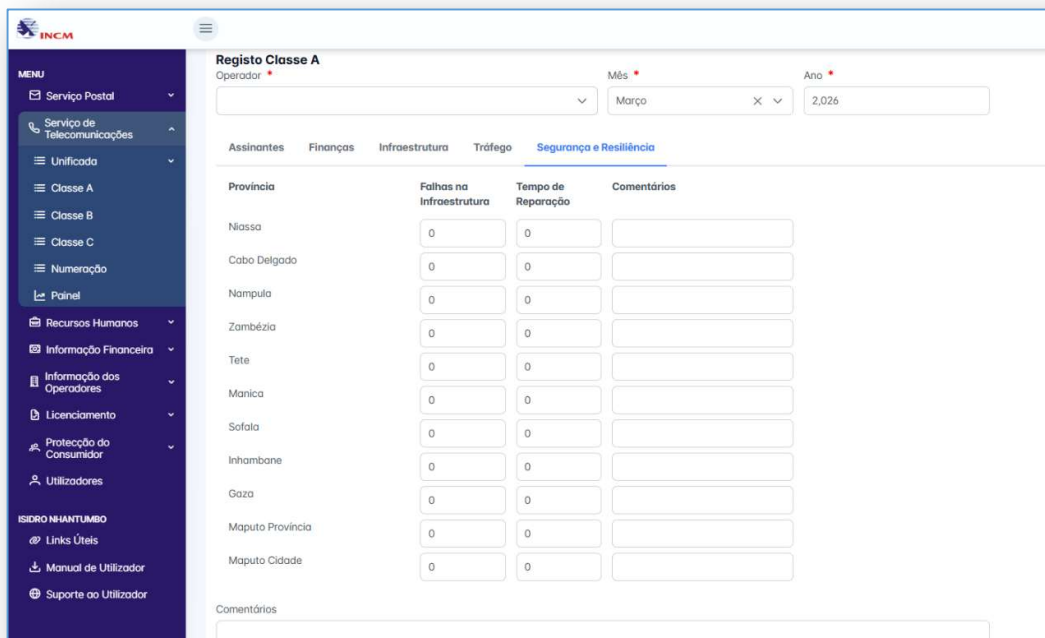 INCM
MENU
Serviço Postal
Serviço de
Telecomunicações
Unificada
Classe A
Classe B
Classe C
Numeração
Painel
Recursos Humanos
Informação Financeira
Informação dos
Operadores
Licenciamento
Protecção do
Consumidor
Utilizadores
ISIDRO NHANTUMBO
Links Úteis
Manual de Utilizador
Suporte ao Utilizador
Registo Classe A
Operador * Mês * Ano *
Março 2,026
Assinantes Finanças Infraestrutura Tráfego Segurança e Resiliência
Província Falhas na Tempo de Comentários
Infraestrutura Reparação
Niassa 0 0
Cabo Delgado 0 0
Nampula 0 0
Zambézia 0 0
Tete 0 0
Manica 0 0
Sofala 0 0
Inhambane 0 0
Gaza 0 0
Maputo Província 0 0
Maputo Cidade 0 0
Comentários